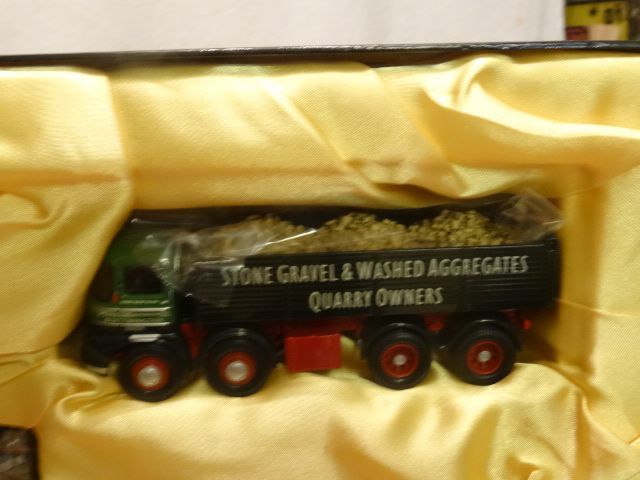 STONE GRAVEL & WASHED AGGREGATES
QUARRY OWNERS